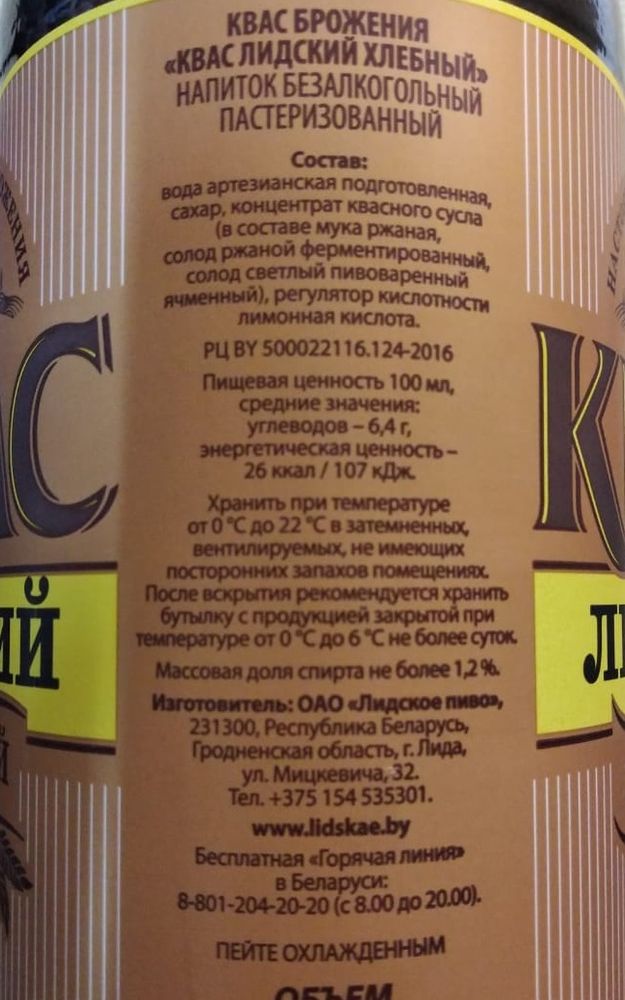 КВАС БРОЖЕНИЯ
«КВАС ЛИДСКИЙ ХЛЕБНЫЙ»
НАПИТОК БЕЗАЛКОГОЛЬНЫЙ
ПАСТЕРИЗОВАННЫЙ
Состав:
вода артезианская подготовленная,
сахар, концентрат квасного сусла
(в составе мука ржаная,
солод ржаной ферментированный,
солод светлый пивоваренный
ячменный), регулятор кислотности
лимонная кислота.
РЦ BY 500022116.124-2016
Пищевая ценность 100 мл,
средние значения:
углеводов – 6,4 г,
энергетическая ценность –
26 ккал / 107 кДж.
Хранить при температуре
от 0 °С до 22 °С в затемненных,
вентилируемых, не имеющих
посторонних запахов помещениях.
После вскрытия рекомендуется хранить
бутылку с продукцией закрытой при
температуре от 0 °С до 6 °С не более суток.
Массовая доля спирта не более 1,2 %.
Изготовитель: ОАО «Лидское пиво»,
231300, Республика Беларусь,
Гродненская область, г. Лида,
ул. Мицкевича, 32.
Тел. +375 154 535301.
www.lidskae.by
Бесплатная «Горячая линия»
в Беларуси:
8-801-204-20-20 (с 8.00 до 20.00).
ПЕЙТЕ ОХЛАЖДЕННЫМ
ОБЪЕМ